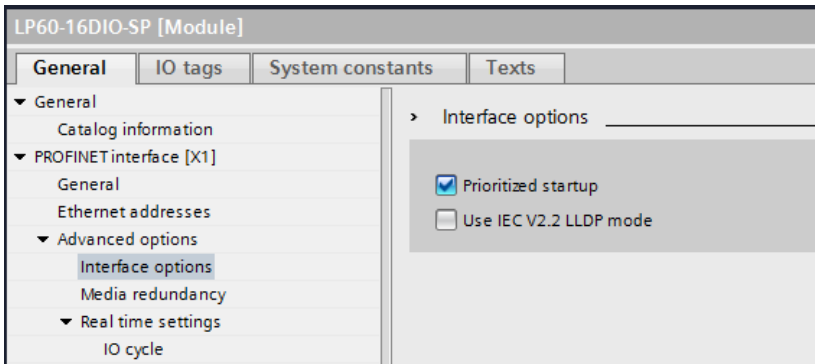 LP60-16DIO-SP [Module]
General IO tags System constants Texts
General
Catalog information
PROFINET interface [X1]
General
Ethernet addresses
Advanced options
Interface options
Media redundancy
Real time settings
IO cycle
Interface options
Prioritized startup
Use IEC V2.2 LLDP mode